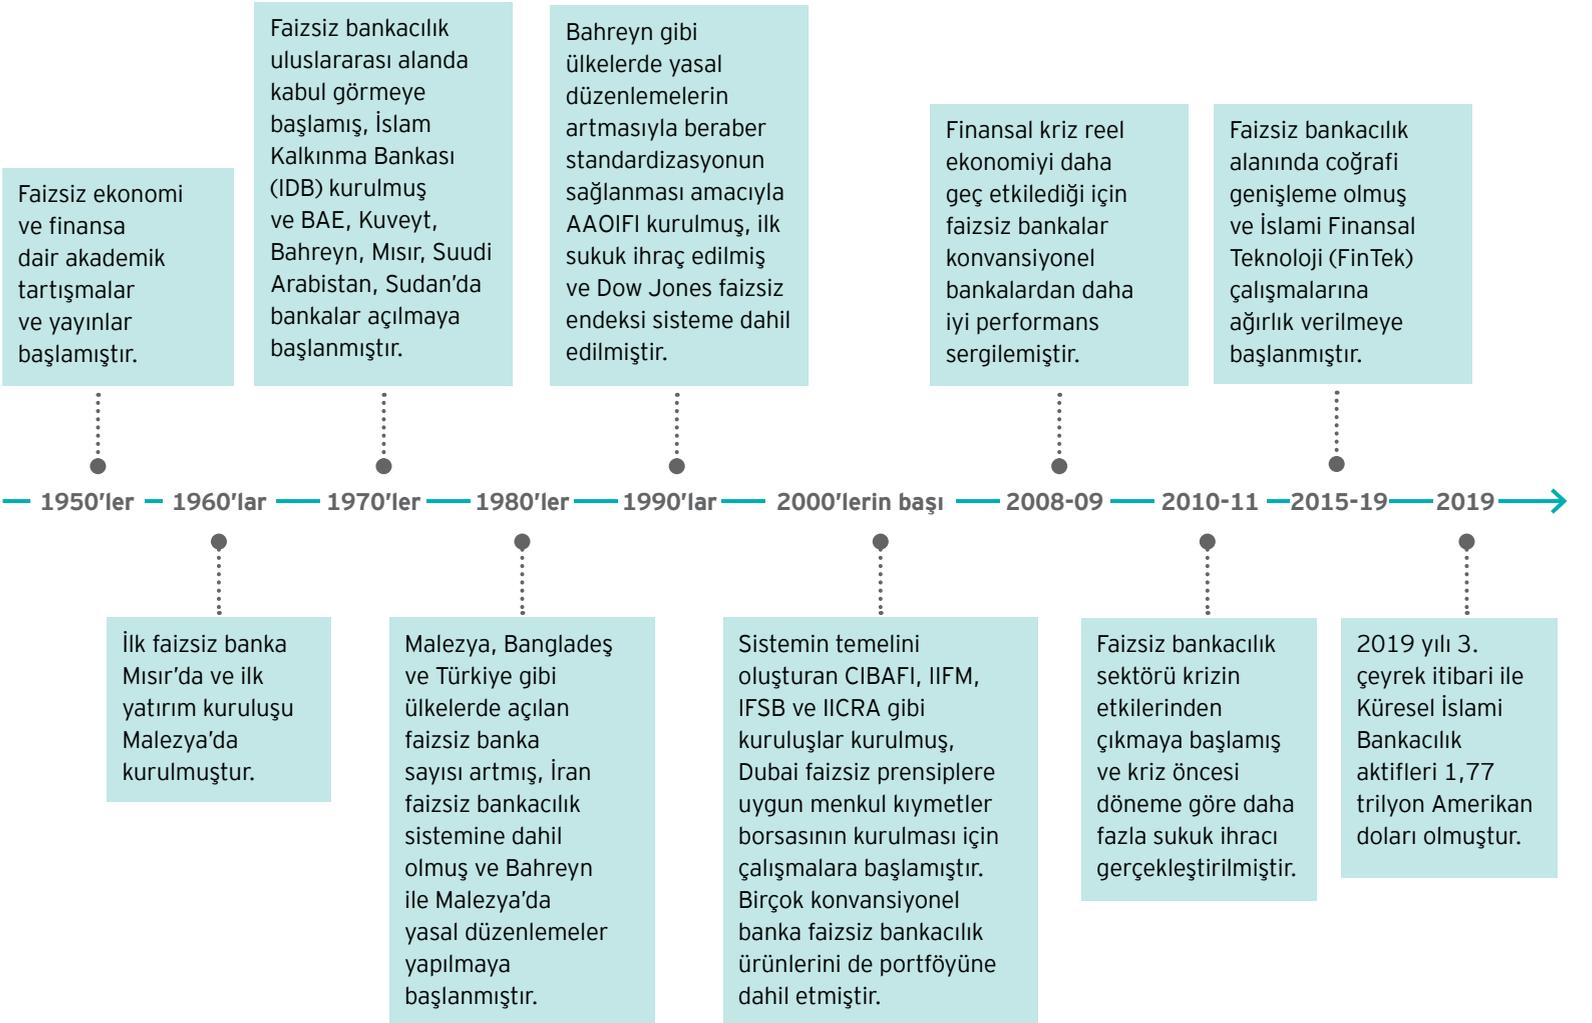 Faizsiz ekonomi
ve finansa
dair akademik
tartışmalar
ve yayınlar
başlamıştır.
Faizsiz bankacılık
uluslararası alanda
kabul görmeye
başlamış, İslam
Kalkınma Bankası
(IDB) kurulmuş
ve BAE, Kuveyt,
Bahreyn, Mısır, Suudi
Arabistan, Sudan’da
bankalar açılmaya
başlanmıştır.
Bahreyn gibi
ülkelerde yasal
düzenlemelerin
artmasıyla beraber
standardizasyonun
sağlanması amacıyla
AAOIFI kurulmuş, ilk
sukuk ihraç edilmiş
ve Dow Jones faizsiz
endeksi sisteme dahil
edilmiştir.
Finansal kriz reel
ekonomiyi daha
geç etkilediği için
faizsiz bankalar
konvansiyonel
bankalardan daha
iyi performans
sergilemiştir.
Faizsiz bankacılık
alanında coğrafi
genişleme olmuş
ve İslami Finansal
Teknoloji (FinTek)
çalışmalarına
ağırlık verilmeye
başlanmıştır.
1950’ler 1960’lar 1970’ler 1980’ler 1990’lar 2000’lerin başı 2008-09 2010-11 2015-19 2019
İlk faizsiz banka
Mısır’da ve ilk
yatırım kuruluşu
Malezya’da
kurulmuştur.
Malezya, Bangladeş
ve Türkiye gibi
ülkelerde açılan
faizsiz banka
sayısı artmış, İran
faizsiz bankacılık
sistemine dahil
olmuş ve Bahreyn
ile Malezya’da
yasal düzenlemeler
yapılmaya
başlanmıştır.
Sistemin temelini
oluşturan CIBAFI, IIFM,
IFSB ve IICRA gibi
kuruluşlar kurulmuş,
Dubai faizsiz prensiplere
uygun menkul kıymetler
borsasının kurulması için
çalışmalara başlamıştır.
Birçok konvansiyonel
banka faizsiz bankacılık
ürünlerini de portföyüne
dahil etmiştir.
Faizsiz bankacılık
sektörü krizin
etkilerinden
çıkmaya başlamış
ve kriz öncesi
döneme göre daha
fazla sukuk ihracı
gerçekleştirilmiştir.
2019 yılı 3.
çeyrek itibari ile
Küresel İslami
Bankacılık
aktifleri 1,77
trilyon Amerikan
doları olmuştur.